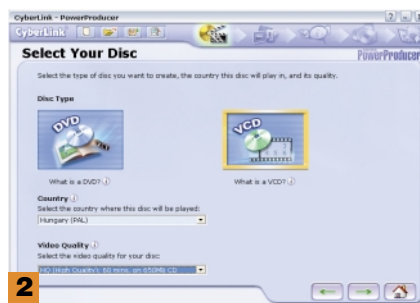 CyberLink - PowerProducer
CyberLink
Select Your Disc
PowerProducer
Select the type of disc you want to create, the country this disc will play in, and its quality.
Disc Type
DVD
VCD
What is a DVD?
What is a VCD?
Country
Select the country where this disc will be played:
Hungary (PAL)
Video Quality
Select the video quality for your disc:
HQ (High Quality): 60 mins. on 650Mb CD
2